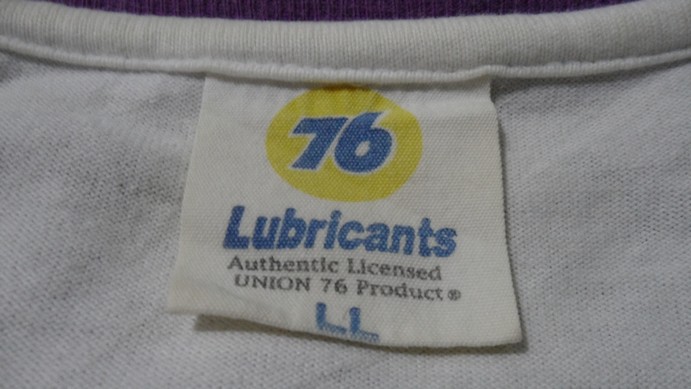 76
Lubricants
Authentic Licensed
UNION 76 Product®
LL